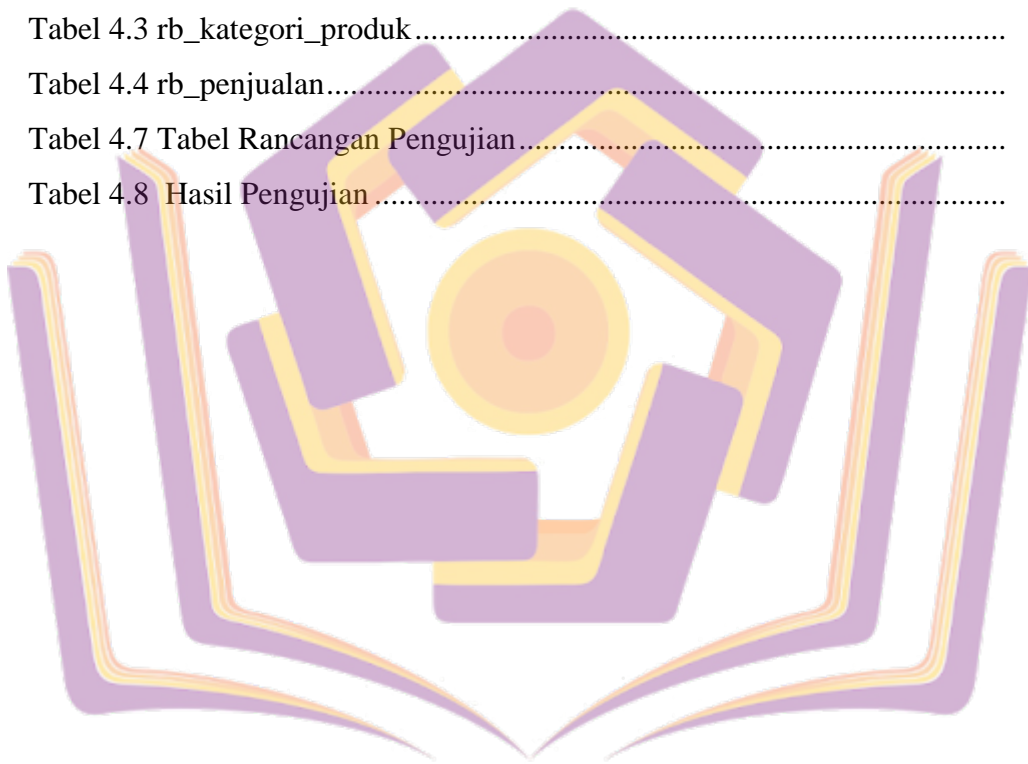 Tabel 4.3 rb_kategori_produk..............................................................
Tabel 4.4 rb_penjualan.......................................................................
Tabel 4.7 Tabel Rancangan Pengujian...................................................
Tabel 4.8  Hasil Pengujian..................................................................